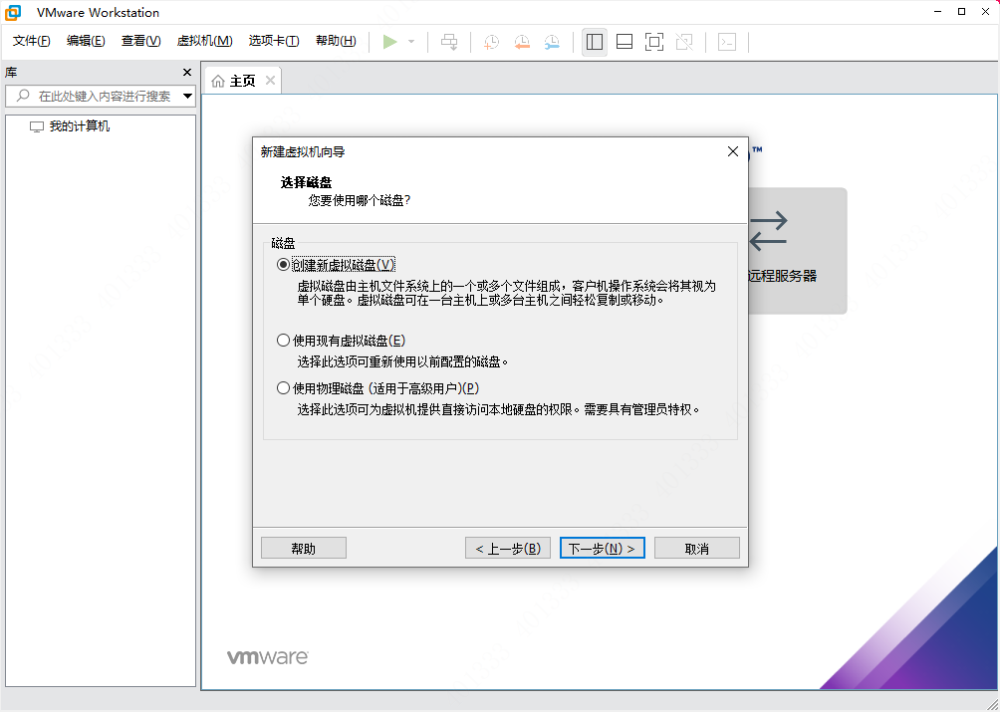 VMware Workstation
文件(F) 编辑(E) 查看(V) 虚拟机(M) 选项卡(T) 帮助(H)
库
主页
在此处键入内容进行搜索
我的计算机
新建虚拟机向导
™
选择磁盘
您要使用哪个磁盘?
磁盘
创建新虚拟磁盘(V)
虚拟磁盘由主机文件系统上的一个或多个文件组成，客户机操作系统会将其视为
单个硬盘。虚拟磁盘可在一台主机上或多台主机之间轻松复制或移动。
使用现有虚拟磁盘(E)
选择此选项可重新使用以前配置的磁盘。
使用物理磁盘 (适用于高级用户)(P)
选择此选项可为虚拟机提供直接访问本地硬盘的权限。需要具有管理员特权。
远程服务器
帮助
< 上一步(B)
下一步(N) >
取消
vmware